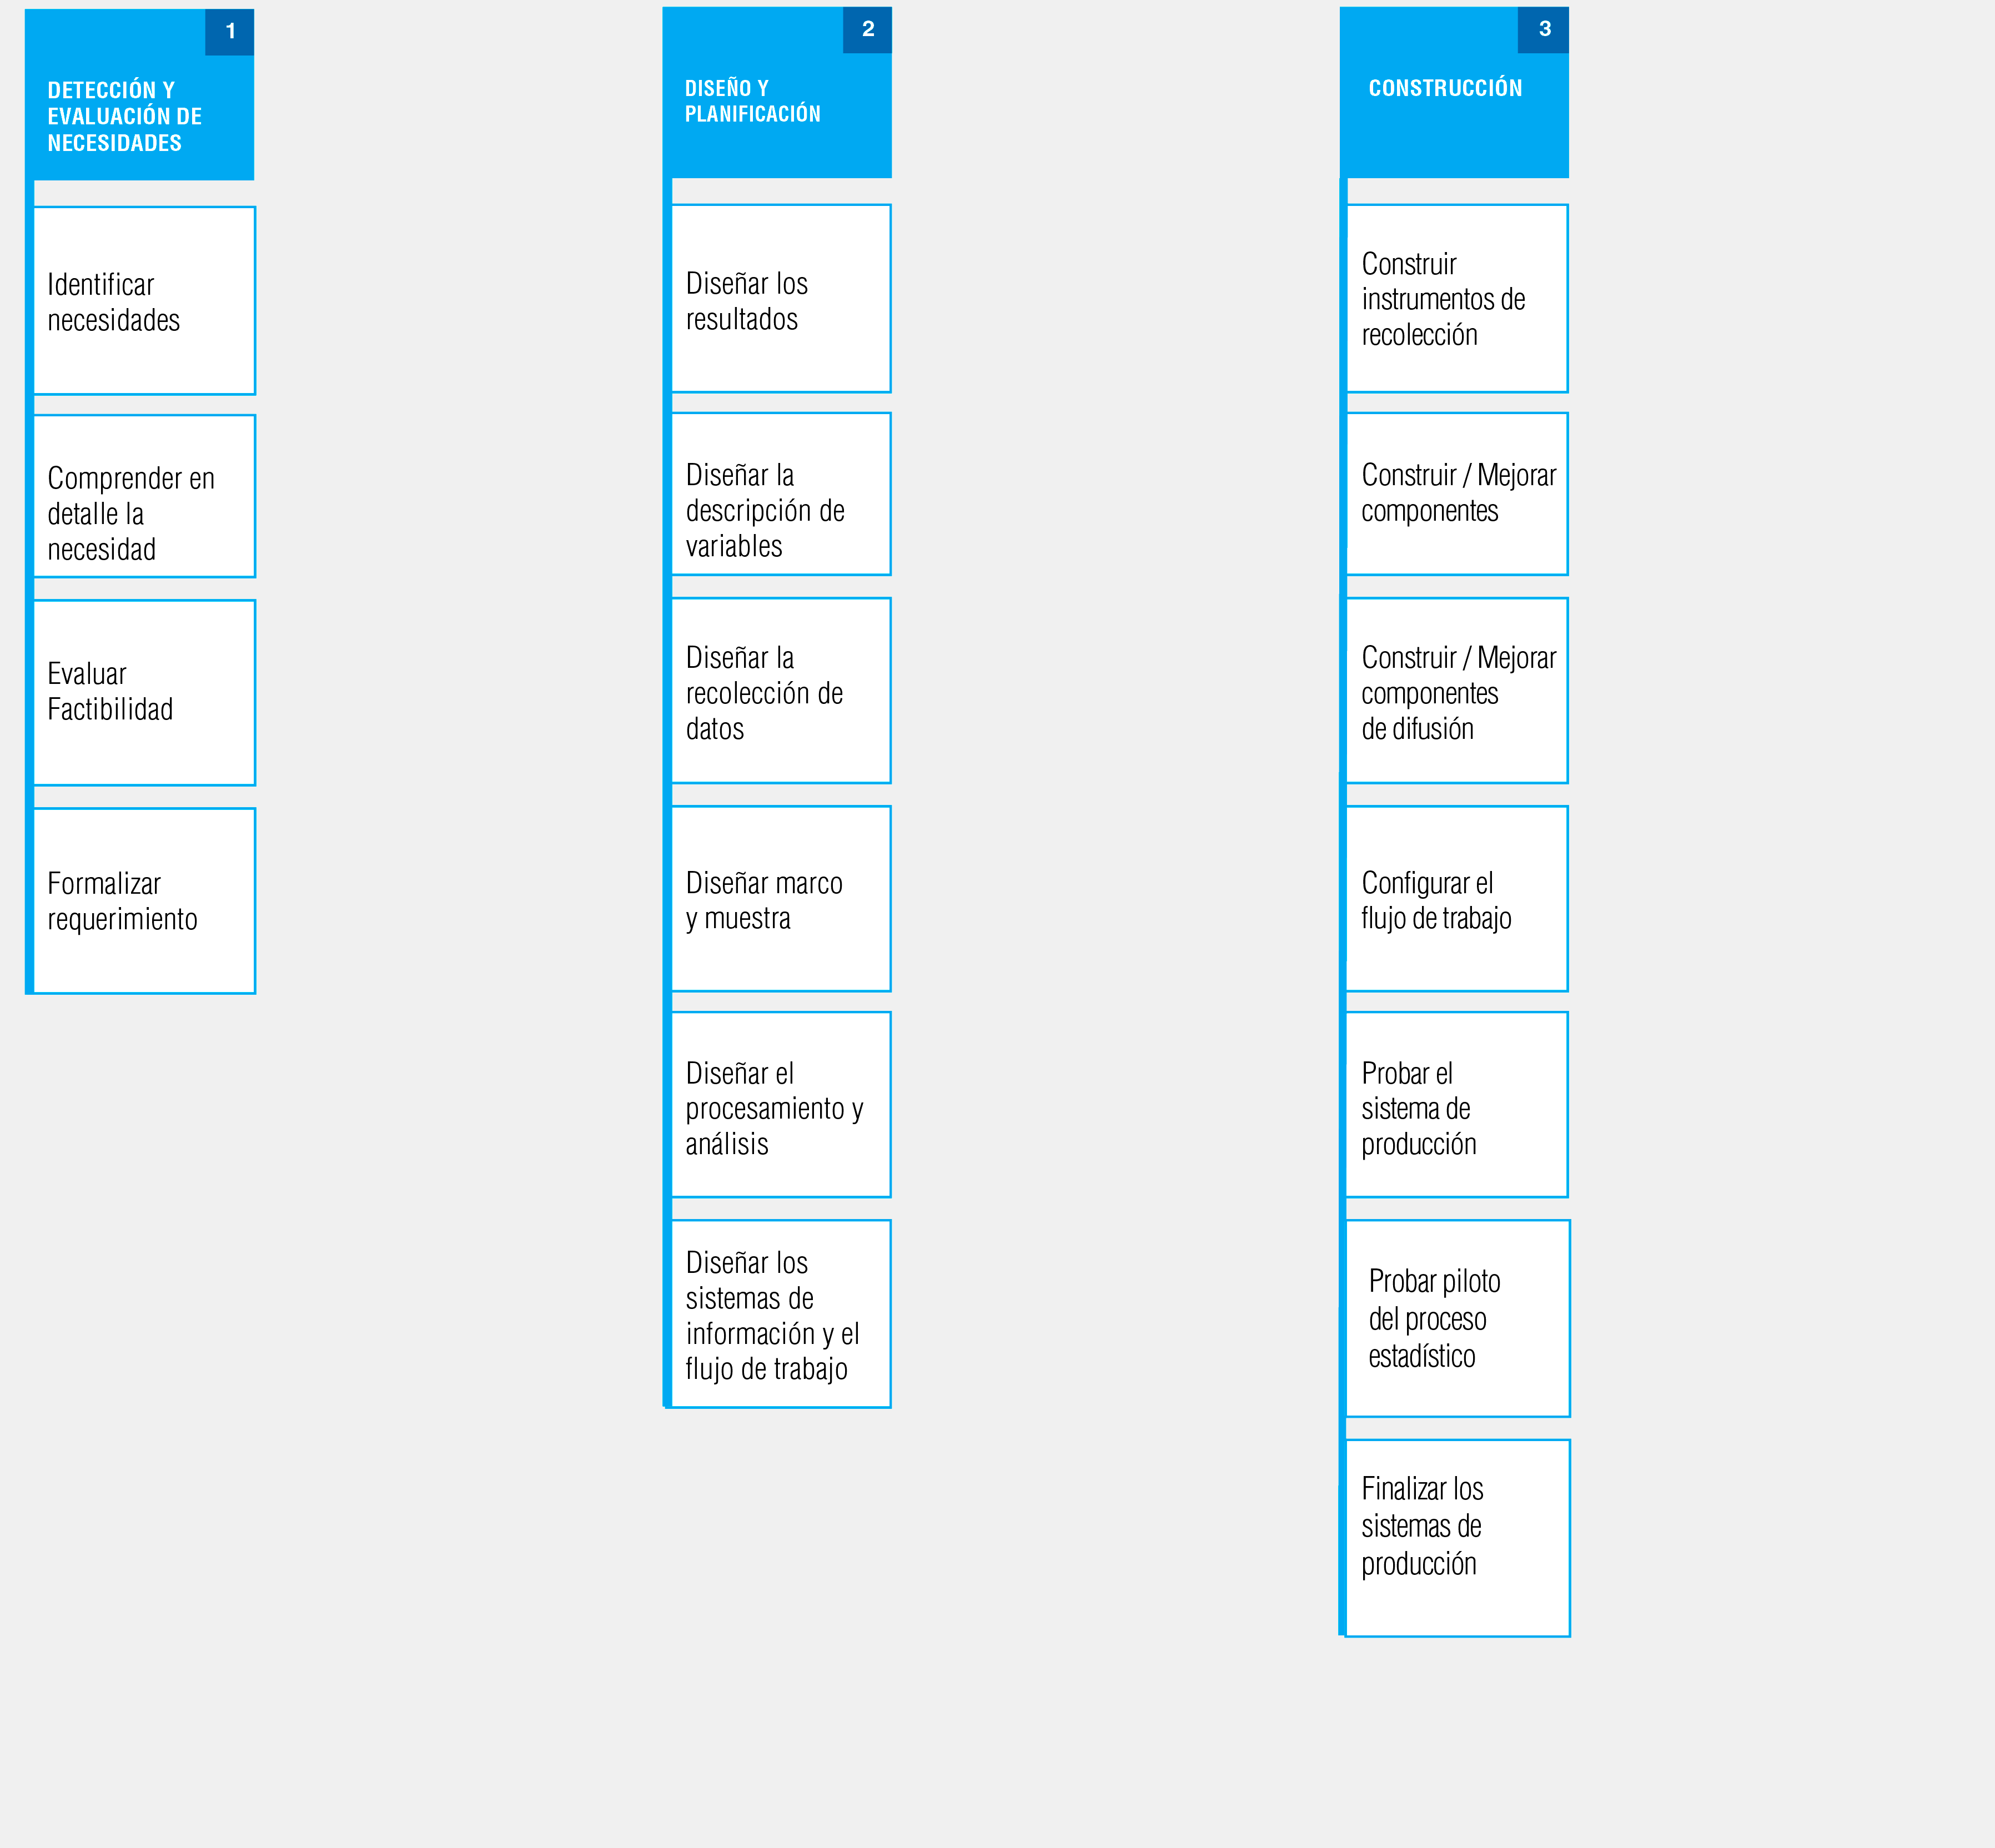 1
DETECCIÓN Y
EVALUACIÓN DE
NECESIDADES
Identificar
necesidades
Comprender en
detalle la
necesidad
Evaluar
Factibilidad
Formalizar
requerimiento
2
DISEÑO Y
PLANIFICACIÓN
Diseñar los
resultados
Diseñar la
descripción de
variables
Diseñar la
recolección de
datos
Diseñar marco
y muestra
Diseñar el
procesamiento y
análisis
Diseñar los
sistemas de
información y el
flujo de trabajo
3
CONSTRUCCIÓN
Construir
instrumentos de
recolección
Construir / Mejorar
componentes
Construir / Mejorar
componentes
de difusión
Configurar el
flujo de trabajo
Probar el
sistema de
producción
Probar piloto
del proceso
estadístico
Finalizar los
sistemas de
producción